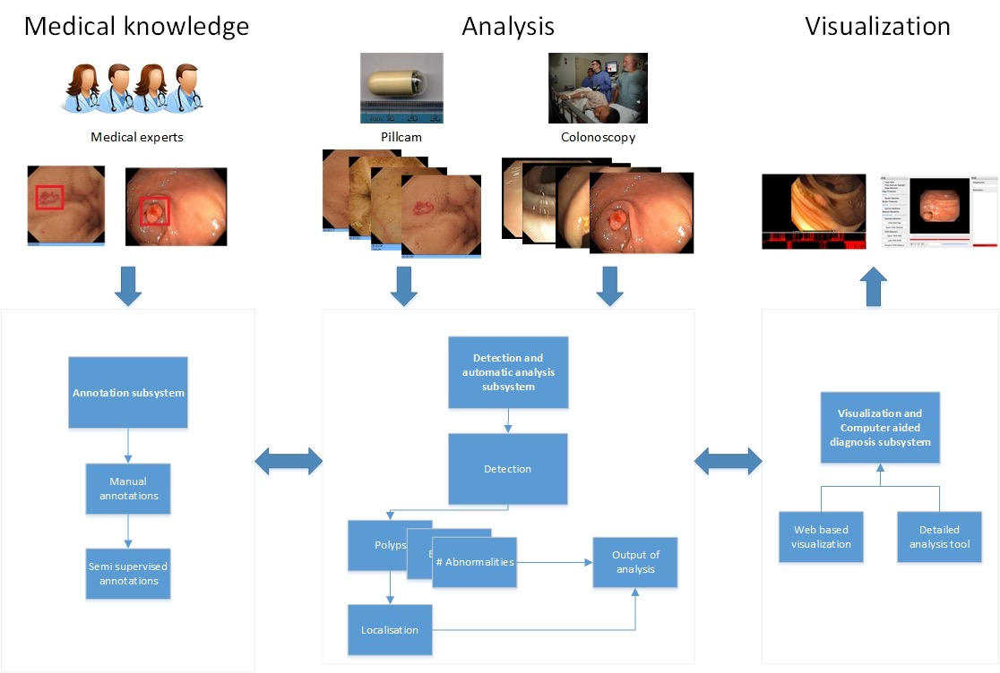 Medical knowledge
Analysis
Visualization
Medical experts
Pillcam
Colonoscopy
Annotation subsystem
Manual
annotations
Semi supervised
annotations
Detection and
automatic analysis
subsystem
Detection
Polyps
# Abnormalities
Output of
analysis
Localisation
Visualization and
Computer aided
diagnosis subsystem
Web based
visualization
Detailed
analysis tool